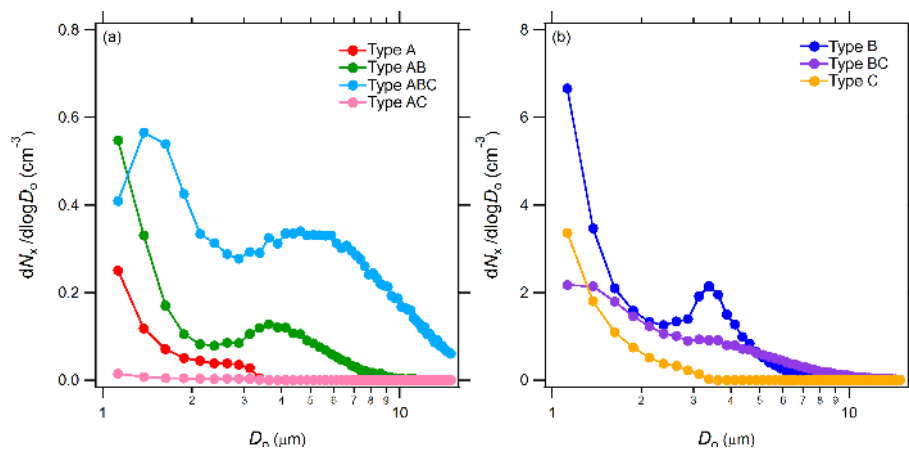 (a)
Type A
Type AB
Type ABC
Type AC
0.8
0.6
0.4
0.2
0.0
dNx/dlogDo (cm-3)
1
2
3
4
5
6
7
8
9
10
Do (μm)
(b)
Type B
Type BC
Type C
8
6
4
2
0
dNx/dlogDo (cm-3)
1
2
3
4
5
6
7
8
9
10
Do (μm)